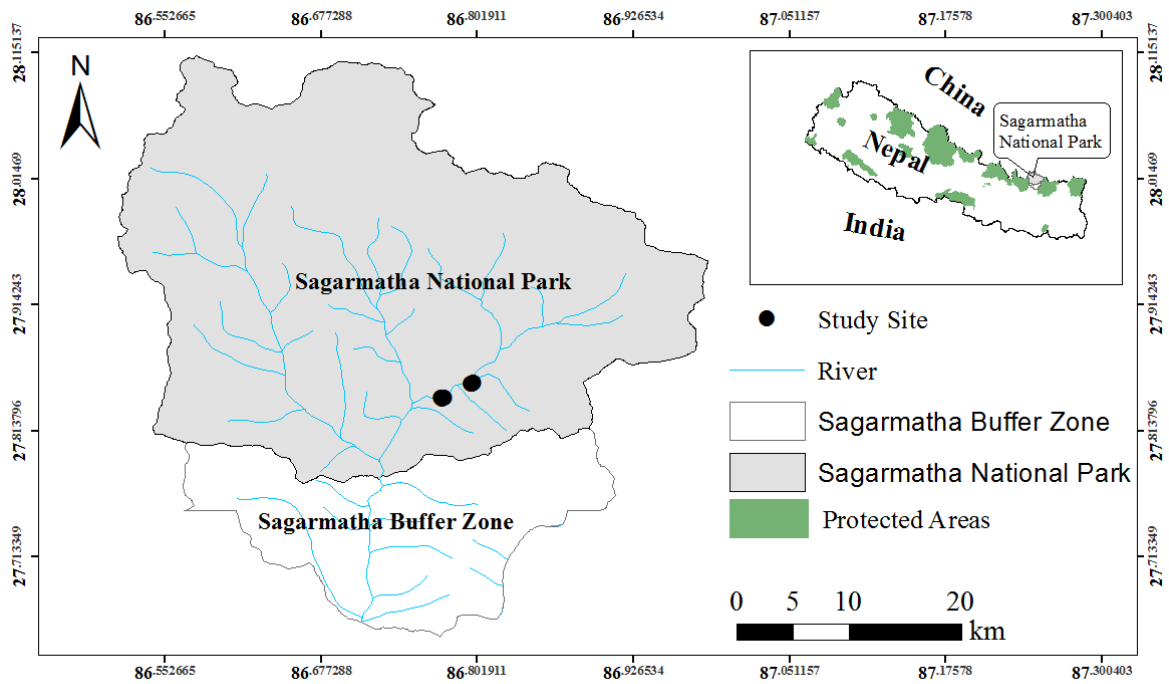 86.552665 86.677288 86.801911 86.926534 87.051157 87.17578 87.300403
28.115137
28.01469
27.914243
27.813796
27.713349
N
Sagarmatha National Park
Sagarmatha Buffer Zone
China
Nepal
India
Sagarmatha
National Park
28.115137
28.01469
27.914243
27.813796
27.713349
Study Site
River
Sagarmatha Buffer Zone
Sagarmatha National Park
Protected Areas
0 5 10 20
km
86.552665 86.677288 86.801911 86.926534 87.051157 87.17578 87.300403